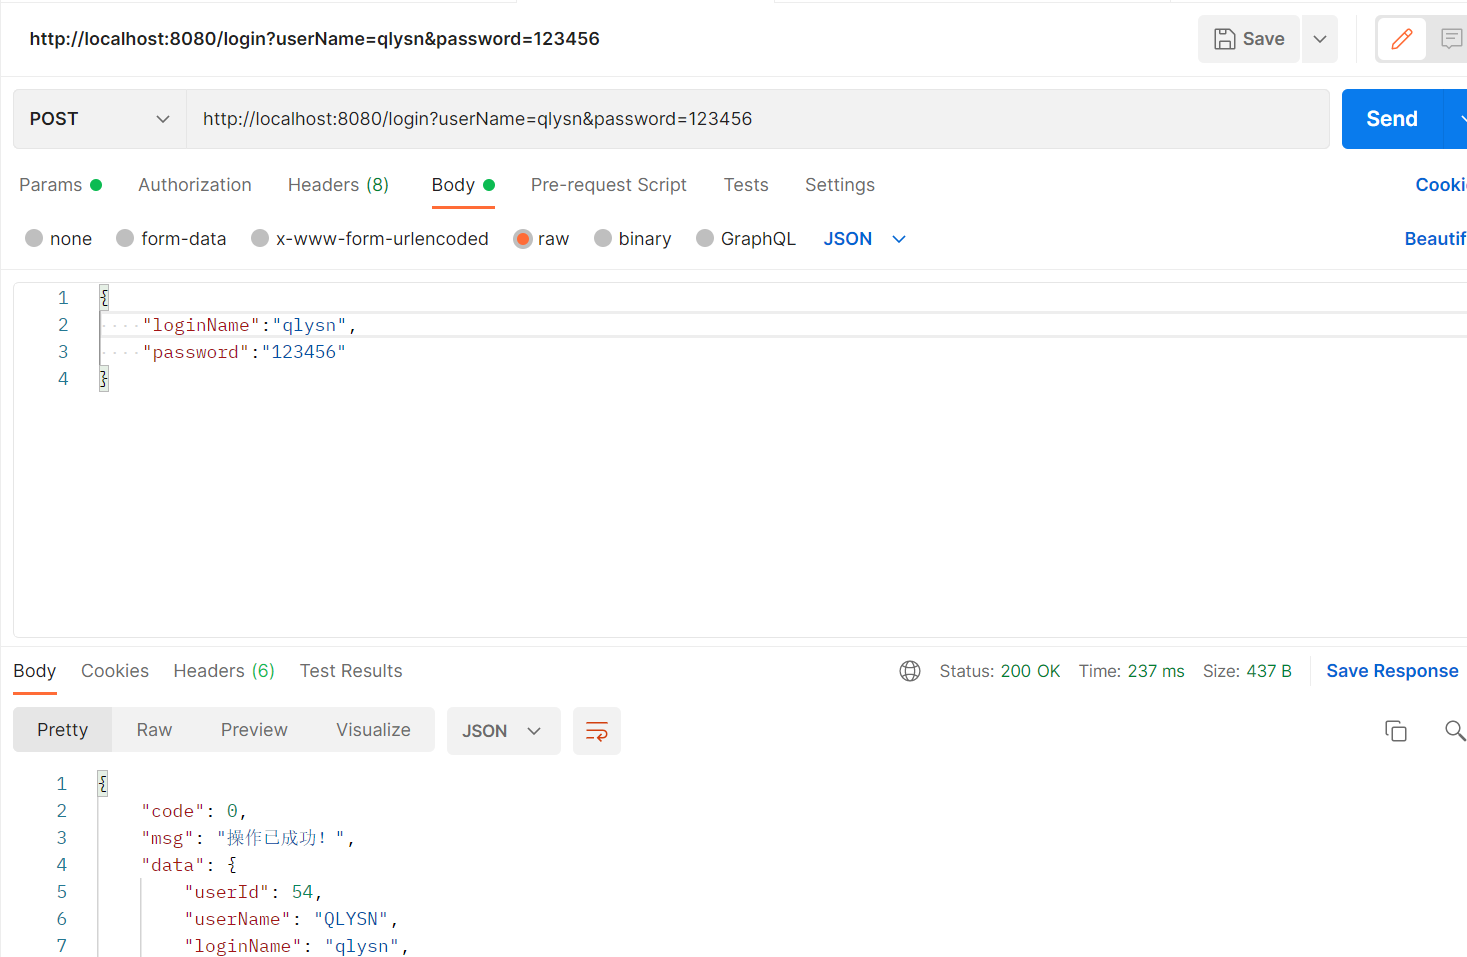 http://localhost:8080/login?userName=qlysn&password=123456 Save
POST http://localhost:8080/login?userName=qlysn&password=123456 Send
Params Authorization Headers (8) Body Pre-request Script Tests Settings Cooki
none form-data x-www-form-urlencoded raw binary GraphQL JSON Beautif
1 {
2 "loginName":"qlysn",
3 "password":"123456"
4 }
Body Cookies Headers (6) Test Results Status: 200 OK Time: 237 ms Size: 437 B Save Response
Pretty Raw Preview Visualize JSON
1 {
2 "code": 0,
3 "msg": "操作已成功！",
4 "data": {
5 "userId": 54,
6 "userName": "QLYSN",
7 "loginName": "qlysn",